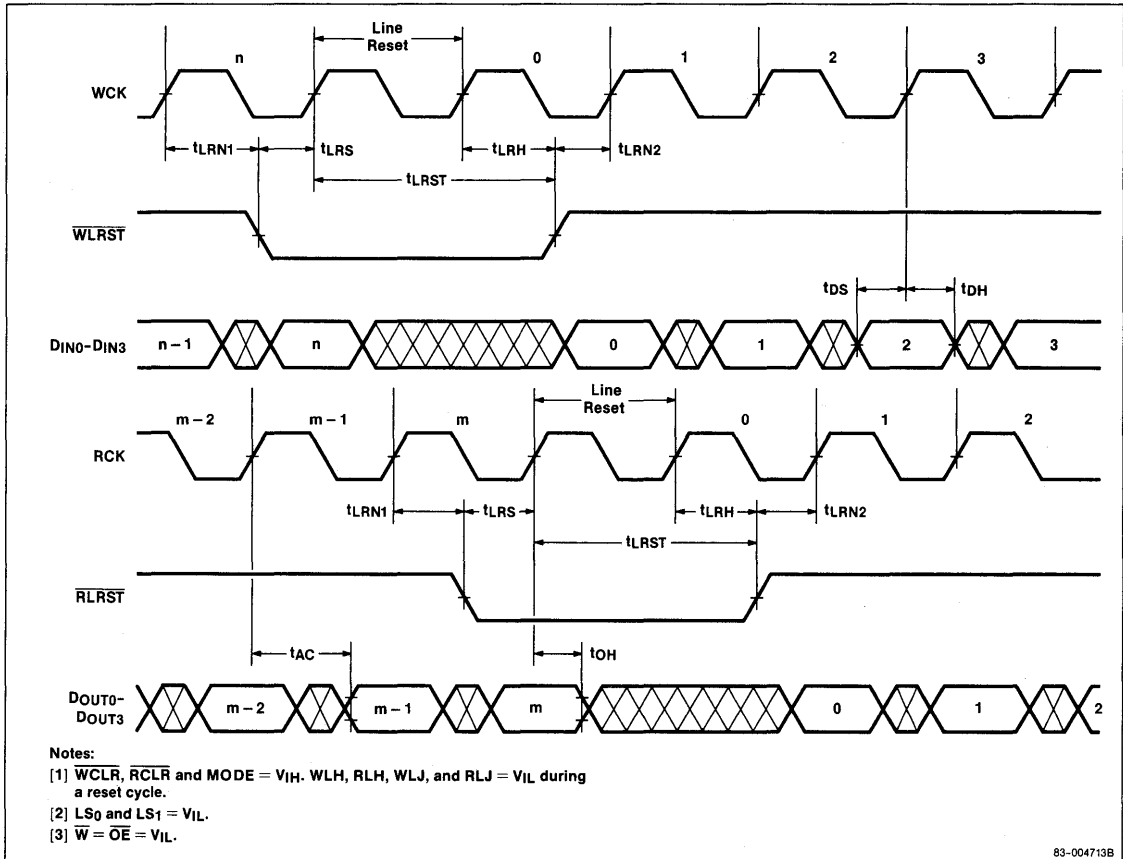 Line
Reset
n 0 1 2 3
WCK
tLRN1 tLRS tLRH tLRN2
tLRST
WLRST
tDS tDH
DIN0-DIN3 n-1 n 0 1 2 3
Line
Reset
m-2 m-1 m 0 1 2
RCK
tLRN1 tLRS tLRH tLRN2
tLRST
RLRST
tAC tOH
DOUT0-
DOUT3
m-2 m-1 m 0 1 2
Notes:
[1] WCLR, RCLR and MODE = VIH. WLH, RLH, WLJ, and RLJ = VIL during
a reset cycle.
[2] LS0 and LS1 = VIL.
[3] W = OE = VIL.
83-004713B